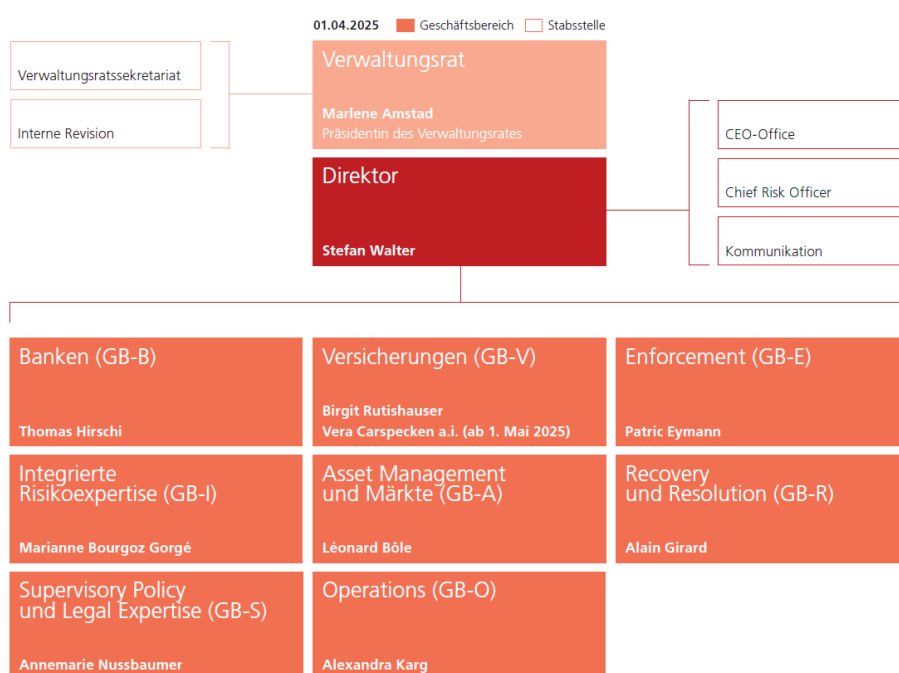 01.04.2025 Geschäftsbereich Stabsstelle
Verwaltungsratssekretariat
Interne Revision
Verwaltungsrat
Marlene Amstad
Präsidentin des Verwaltungsrates
Direktor
Stefan Walter
CEO-Office
Chief Risk Officer
Kommunikation
Banken (GB-B)
Thomas Hirschi
Versicherungen (GB-V)
Birgit Rutishauser
Vera Carspecken a.i. (ab 1. Mai 2025)
Enforcement (GB-E)
Patric Eymann
Integrierte
Risikoexpertise (GB-I)
Marianne Bourgoz Gorgé
Asset Management
und Märkte (GB-A)
Léonard Bôle
Recovery
und Resolution (GB-R)
Alain Girard
Supervisory Policy
und Legal Expertise (GB-S)
Annemarie Nussbaumer
Operations (GB-O)
Alexandra Karg